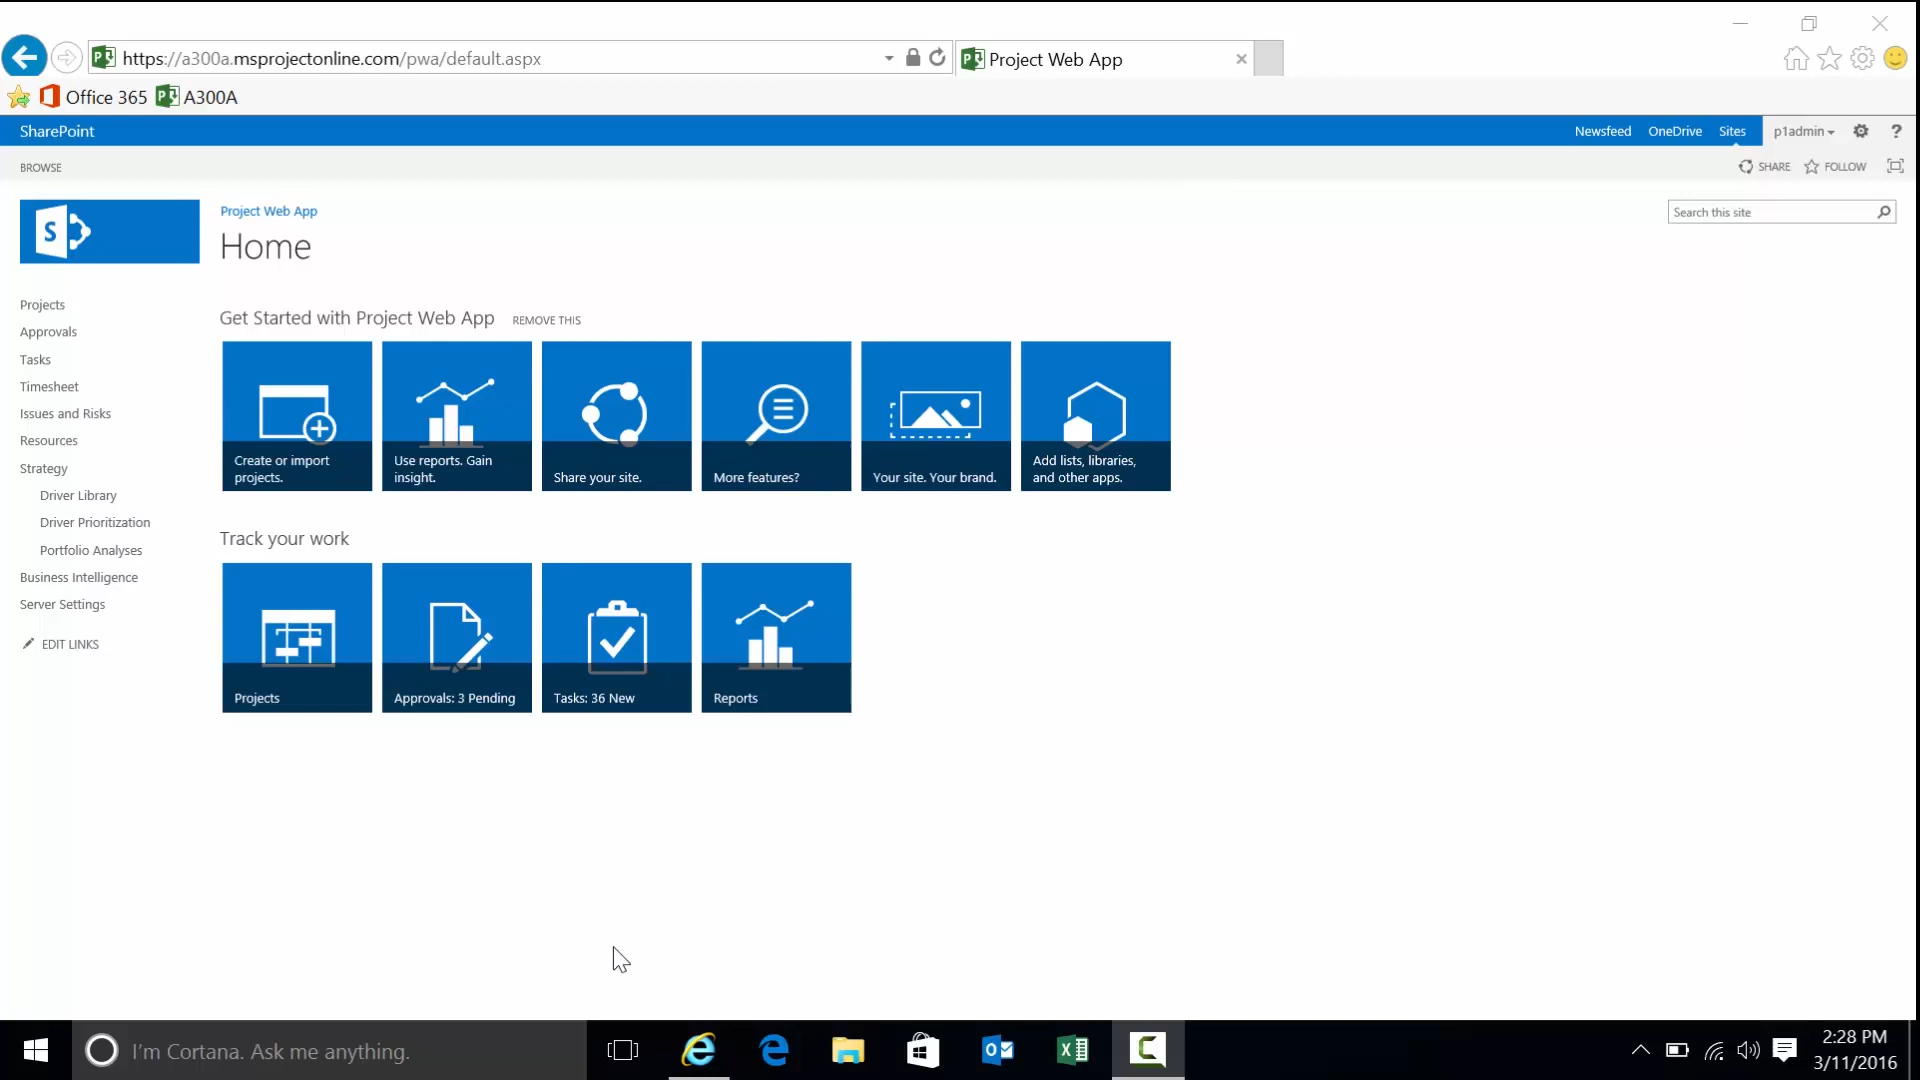 https://a300a.msprojectonline.com/pwa/default.aspx
Project Web App
Office 365
A300A
SharePoint
Newsfeed
OneDrive
Sites
p1admin
?
BROWSE
SHARE
FOLLOW
S
Project Web App
Home
Search this site
Projects
Approvals
Tasks
Timesheet
Issues and Risks
Resources
Strategy
Driver Library
Driver Prioritization
Portfolio Analyses
Business Intelligence
Server Settings
EDIT LINKS
Get Started with Project Web App
REMOVE THIS
Create or import
projects.
Use reports. Gain
insight.
Share your site.
More features?
Your site. Your brand.
Add lists, libraries,
and other apps.
Track your work
Projects
Approvals: 3 Pending
Tasks: 36 New
Reports
I'm Cortana. Ask me anything.
2:28 PM
3/11/2016